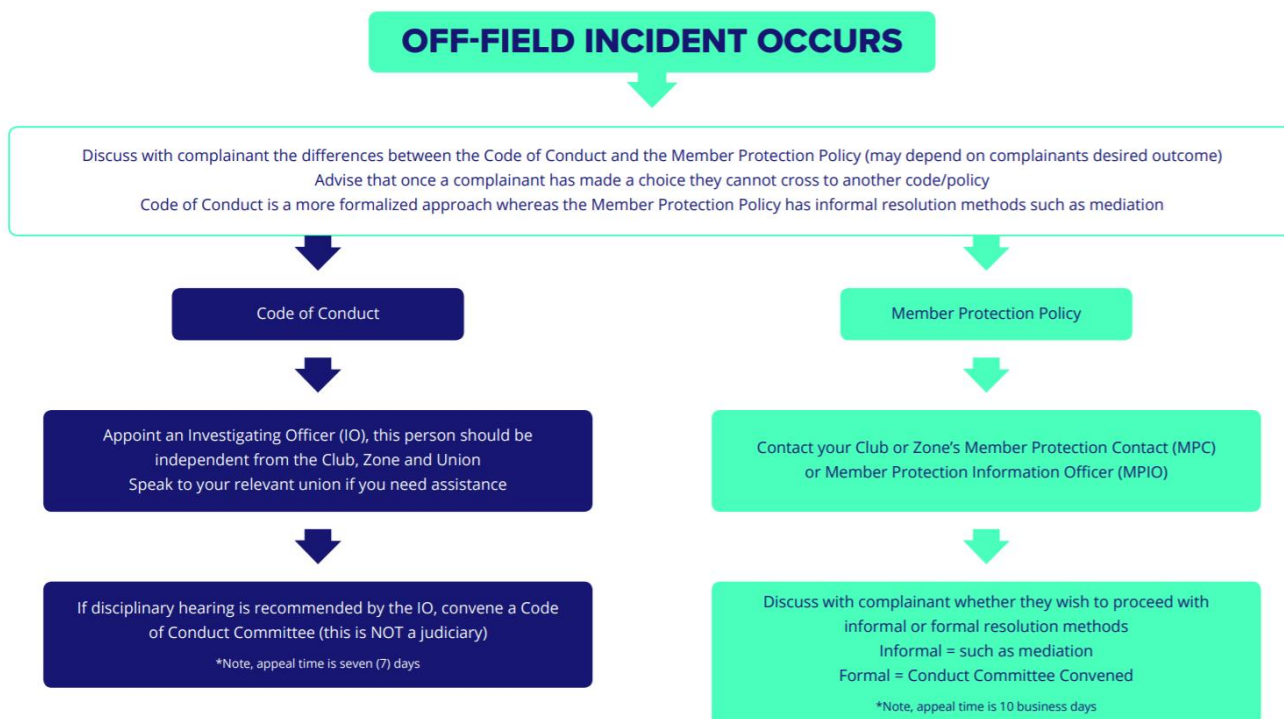 OFF-FIELD INCIDENT OCCURS
Discuss with complainant the differences between the Code of Conduct and the Member Protection Policy (may depend on complainants desired outcome)
Advise that once a complainant has made a choice they cannot cross to another code/policy
Code of Conduct is a more formalized approach whereas the Member Protection Policy has informal resolution methods such as mediation
Code of Conduct
Appoint an Investigating Officer (IO), this person should be
independent from the Club, Zone and Union
Speak to your relevant union if you need assistance
If disciplinary hearing is recommended by the IO, convene a Code
of Conduct Committee (this is NOT a judiciary)
*Note, appeal time is seven (7) days
Member Protection Policy
Contact your Club or Zone’s Member Protection Contact (MPC)
or Member Protection Information Officer (MPIO)
Discuss with complainant whether they wish to proceed with
informal or formal resolution methods
Informal = such as mediation
Formal = Conduct Committee Convened
*Note, appeal time is 10 business days